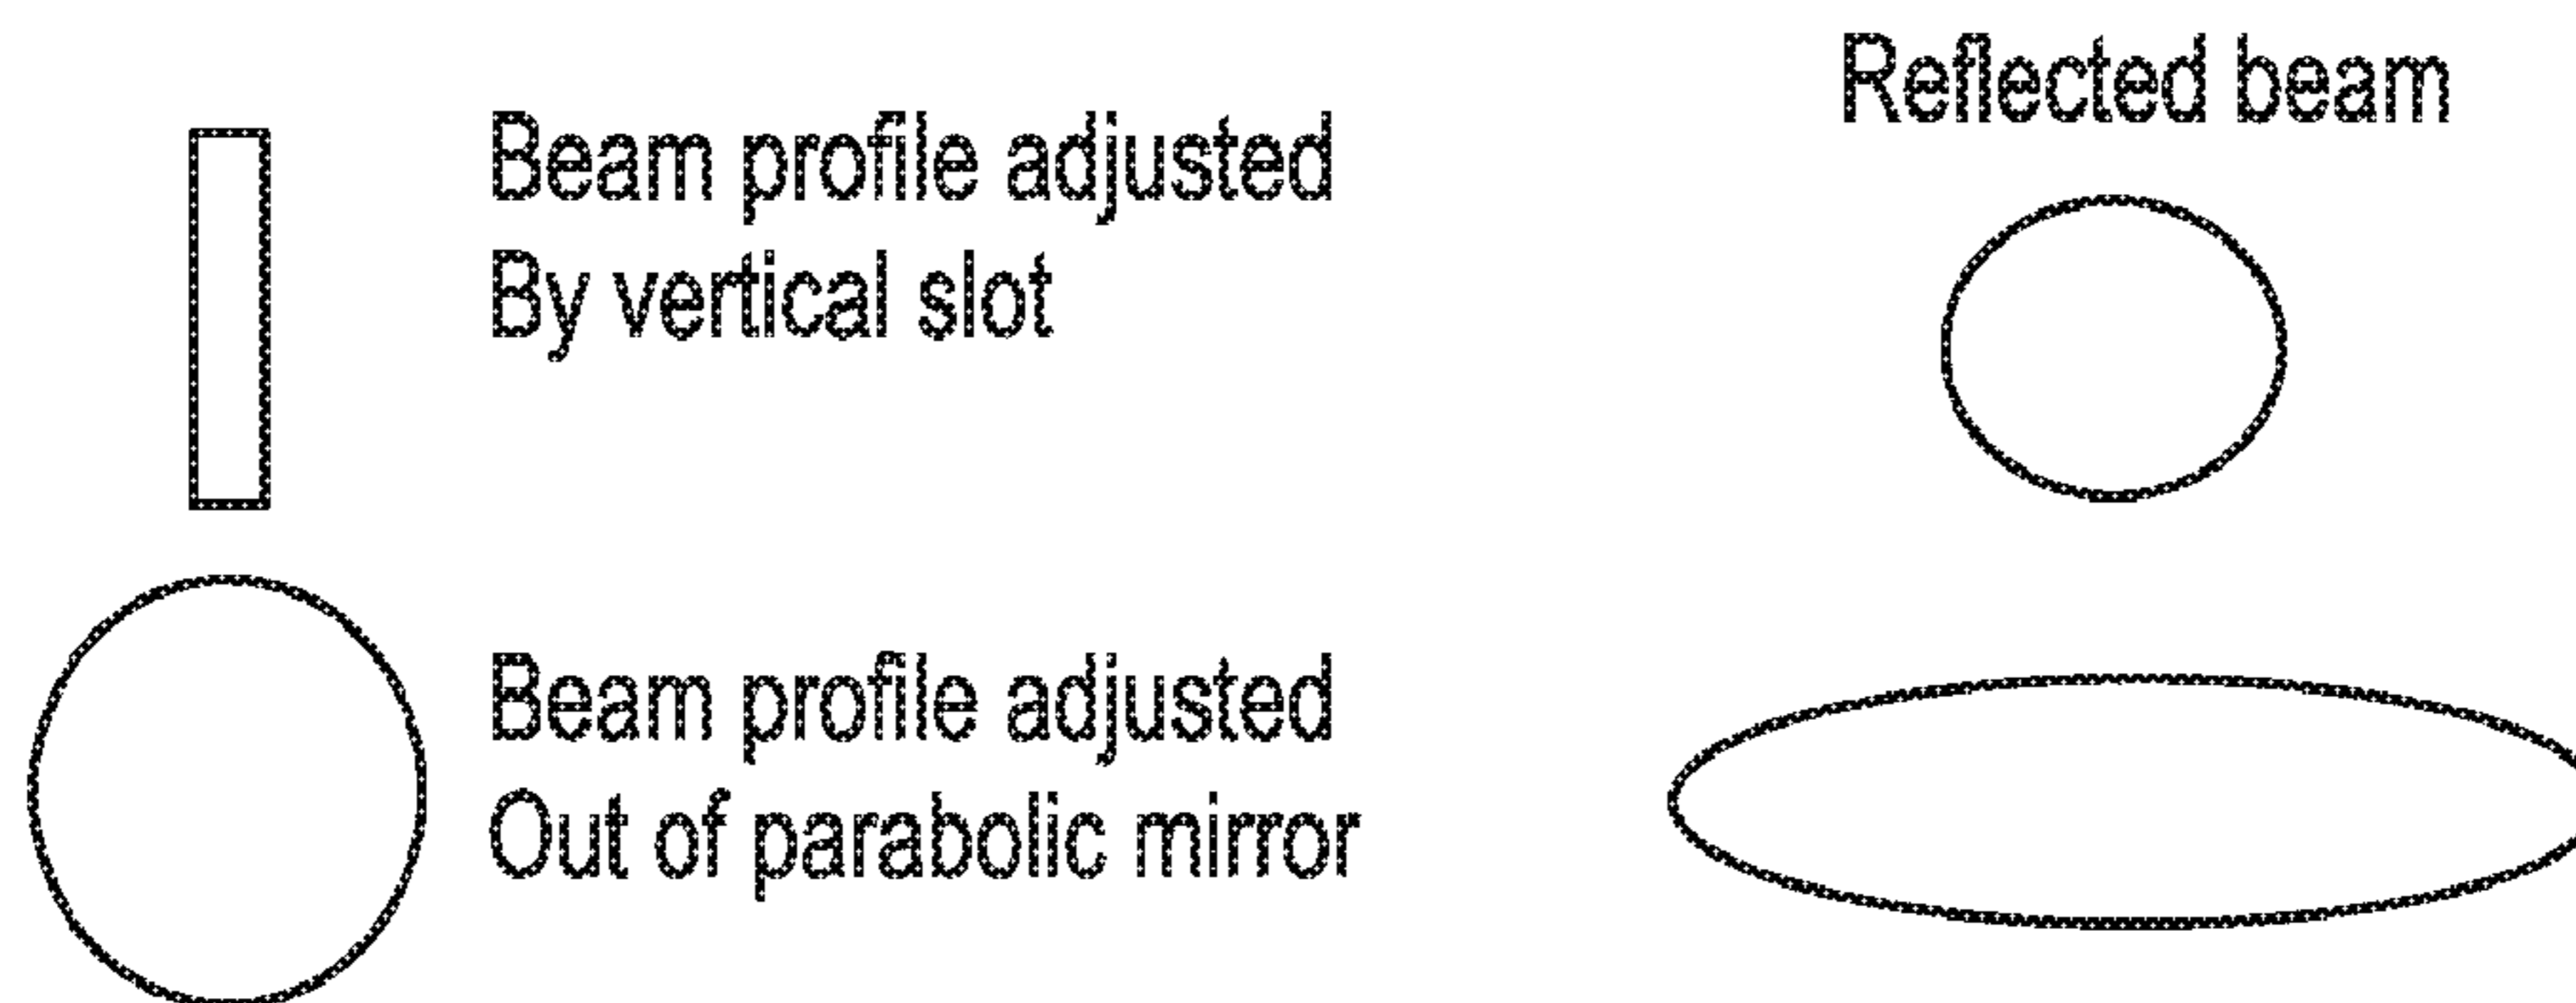 Reflected beam
Beam profile adjusted
By vertical slot
Beam profile adjusted
Out of parabolic mirror